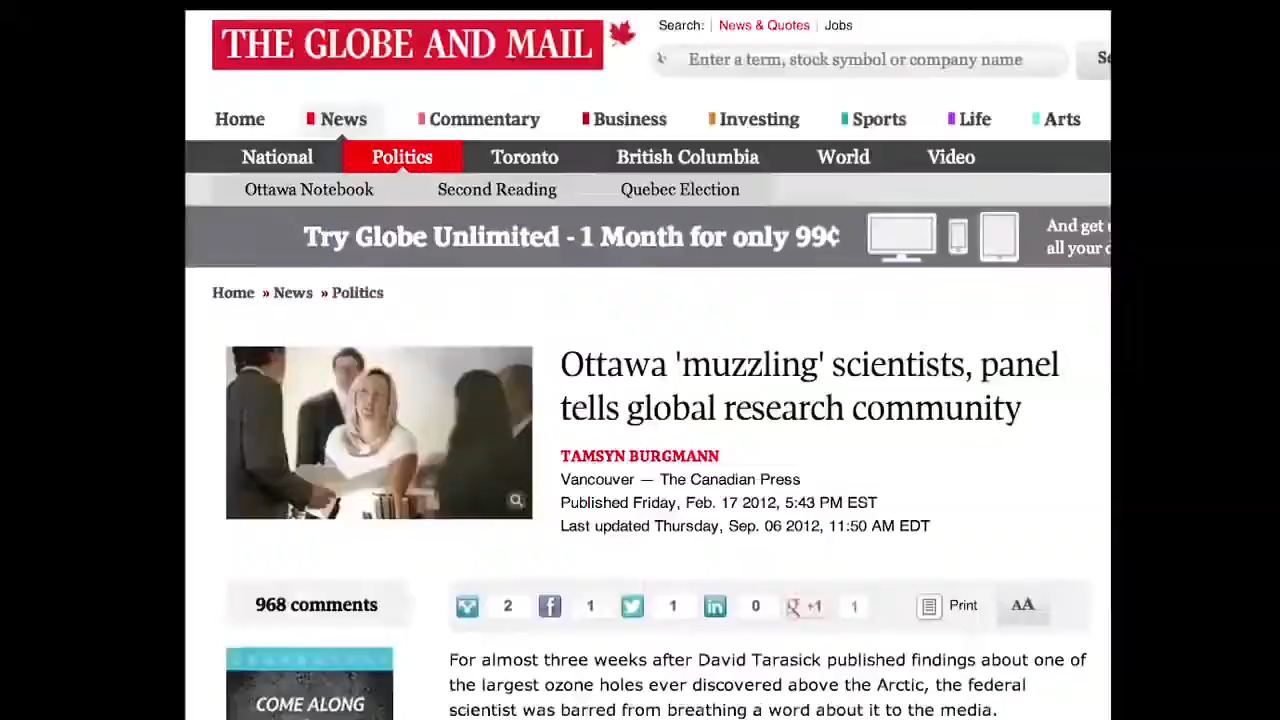 THE GLOBE AND MAIL
Search: News & Quotes Jobs
Enter a term, stock symbol or company name
Home News Commentary Business Investing Sports Life Arts
National Politics Toronto British Columbia World Video
Ottawa Notebook Second Reading Quebec Election
Try Globe Unlimited - 1 Month for only 99¢
And get
all your
Home » News » Politics
Ottawa 'muzzling' scientists, panel
tells global research community
TAMSYN BURGMANN
Vancouver — The Canadian Press
Published Friday, Feb. 17 2012, 5:43 PM EST
Last updated Thursday, Sep. 06 2012, 11:50 AM EDT
968 comments
2 1 1 0 +1 1 Print AA
For almost three weeks after David Tarasick published findings about one of
the largest ozone holes ever discovered above the Arctic, the federal
scientist was barred from breathing a word about it to the media.
COME ALONG